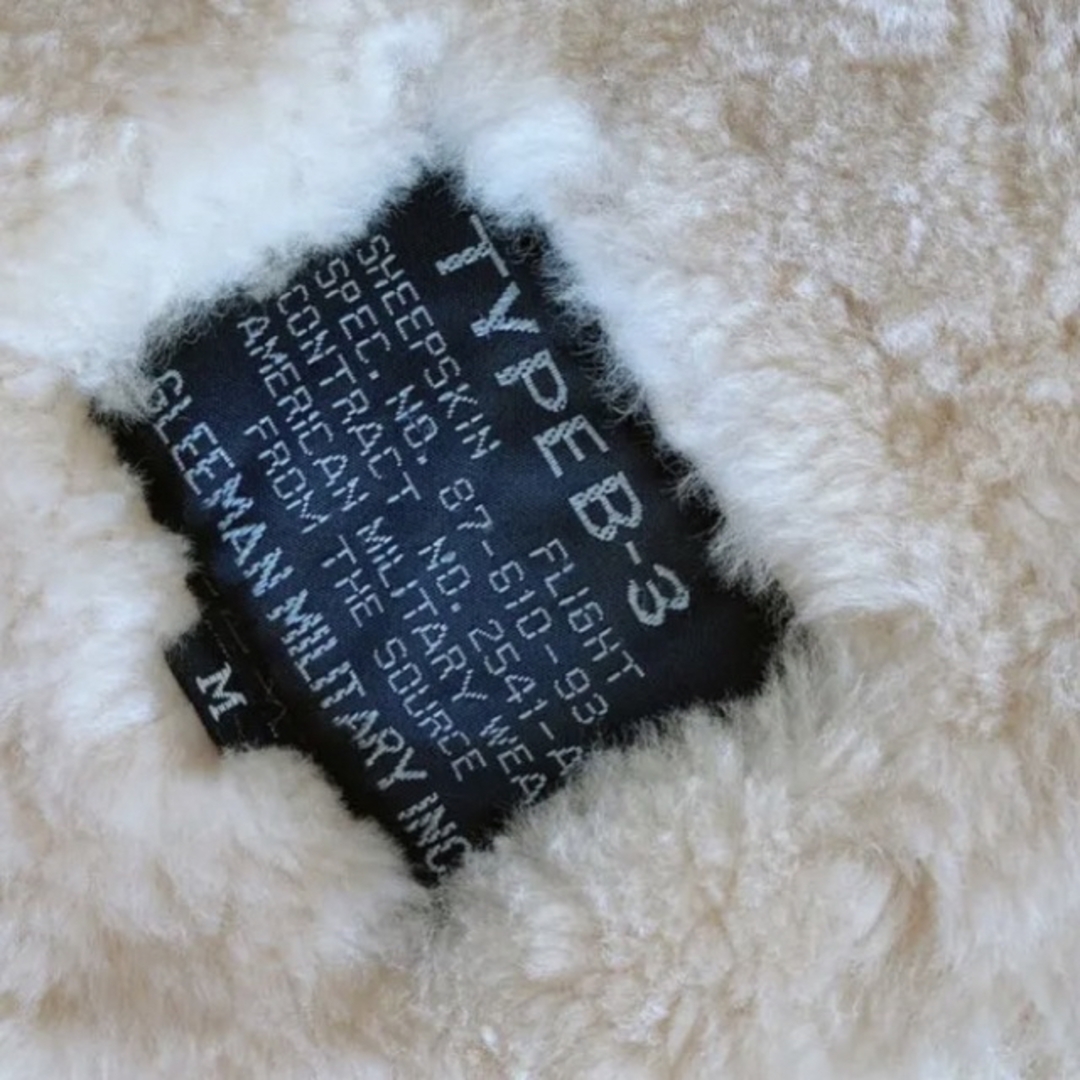 TYPE B-3
SHEEPSKIN FLIGHT
SPEC. NO. 87-610-93
CONTRACT NO. 2541-A
AMERICAN MILITARY WEA
FROM THE SOURCE
GLEEMAN MILITARY INC
M